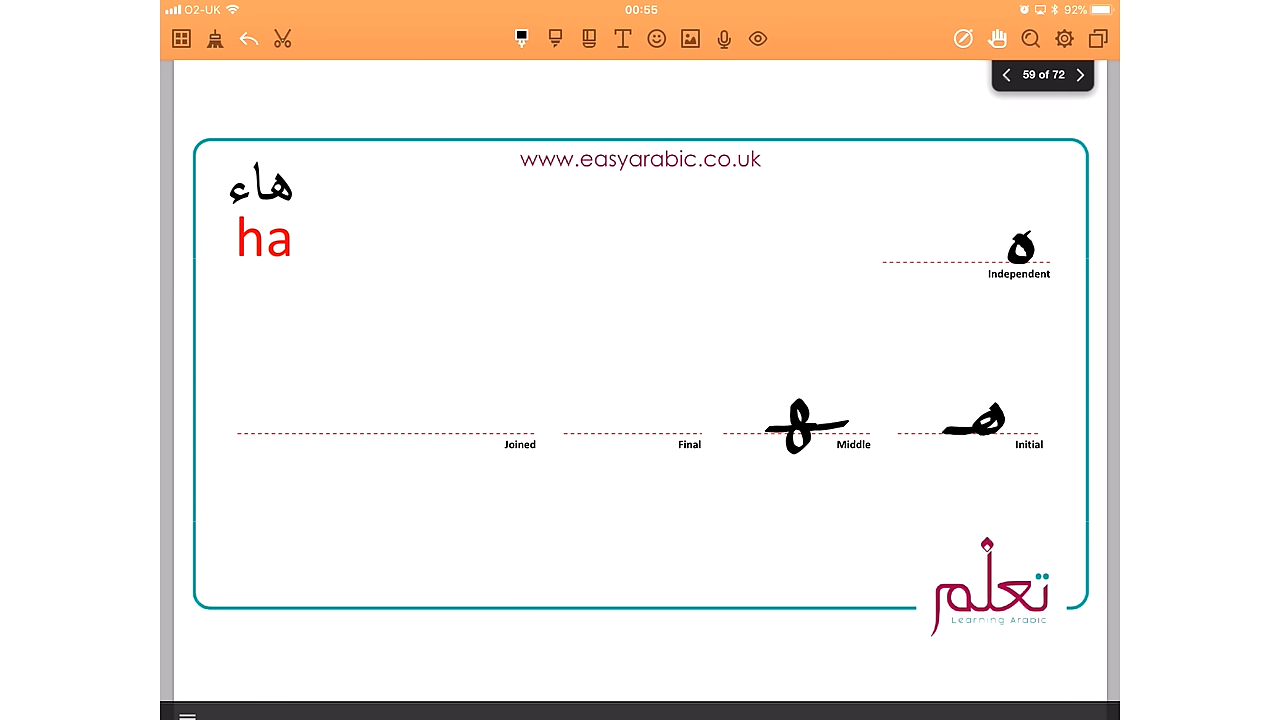 O2-UK 00:55 92%
59 of 72
www.easyarabic.co.uk
هاء
ha
ه
Independent
هـ
ـهـ
Joined Final Middle Initial
تعلم
Learning Arabic